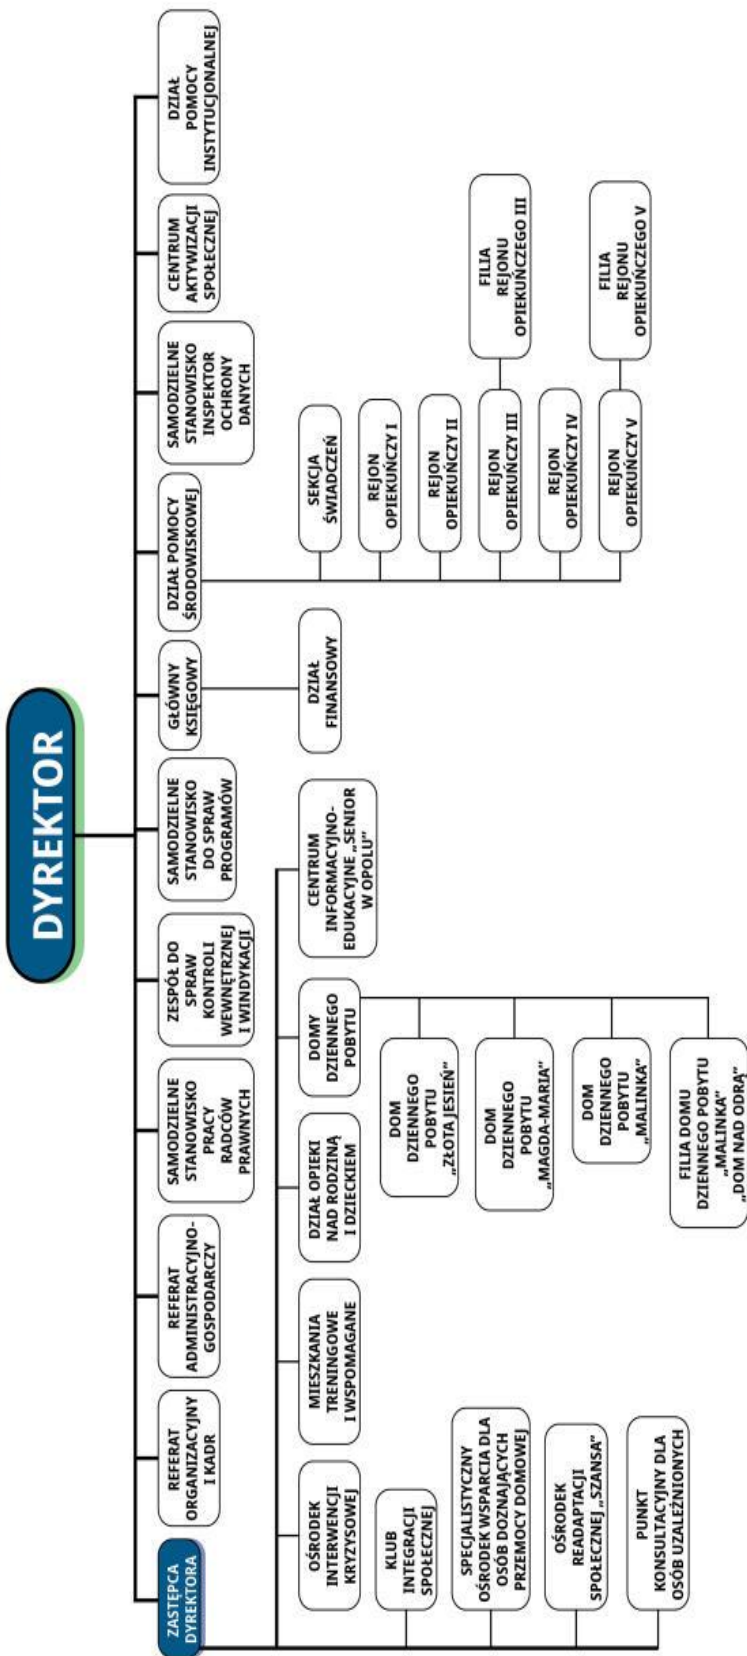 DYREKTOR
ZASTĘPCA
DYREKTORA
REFERAT
ORGANIZACYJNY
I KADR
REFERAT
ADMINISTRACYJNO-
GOSPODARCZY
SAMODZIELNE
STANOWISKO
PRACY
RADCÓW
PRAWNYCH
ZESPÓŁ DO
SPRAW
KONTROLI
WEWNĘTRZNEJ
I WINDYKACJI
SAMODZIELNE
STANOWISKO
DO SPRAW
PROGRAMÓW
GŁÓWNY
KSIĘGOWY
DZIAŁ POMOCY
ŚRODOWISKOWEJ
SAMODZIELNE
STANOWISKO
INSPEKTOR
OCHRONY
DANYCH
CENTRUM
AKTYWIZACJI
SPOŁECZNEJ
DZIAŁ
POMOCY
INSTYTUCJONALNEJ
OŚRODEK
INTERWENCJI
KRYZYSOWEJ
MIESZKANIA
TRENINGOWE
I WSPOMAGANE
DZIAŁ OPIEKI
NAD RODZINĄ
I DZIECKIEM
DOMY
DZIENNEGO
POBYTU
CENTRUM
INFORMACYJNO-
EDUKACYJNE „SENIOR
W OPOLU”
DZIAŁ
FINANSOWY
SEKCJA
ŚWIADCZEŃ
REJON
OPIEKUŃCZY I
REJON
OPIEKUŃCZY II
REJON
OPIEKUŃCZY III
FILIA
REJONU
OPIEKUŃCZEGO III
REJON
OPIEKUŃCZY IV
REJON
OPIEKUŃCZY V
FILIA
REJONU
OPIEKUŃCZEGO V
KLUB
INTEGRACJI
SPOŁECZNEJ
SPECJALISTYCZNY
OŚRODEK WSPARCIA DLA
OSÓB DOZNAJĄCYCH
PRZEMOCY DOMOWEJ
OŚRODEK
READAPTACJI
SPOŁECZNEJ „SZANSA”
PUNKT
KONSULTACYJNY DLA
OSÓB UZALEŻNIONYCH
DOM
DZIENNEGO
POBYTU
„ZŁOTA JESIEŃ”
DOM
DZIENNEGO
POBYTU
„MAGDA-MARIA”
DOM
DZIENNEGO
POBYTU
„MALINKA”
FILIA DOMU
DZIENNEGO POBYTU
„MALINKA”
„DOM NAD ODRĄ”